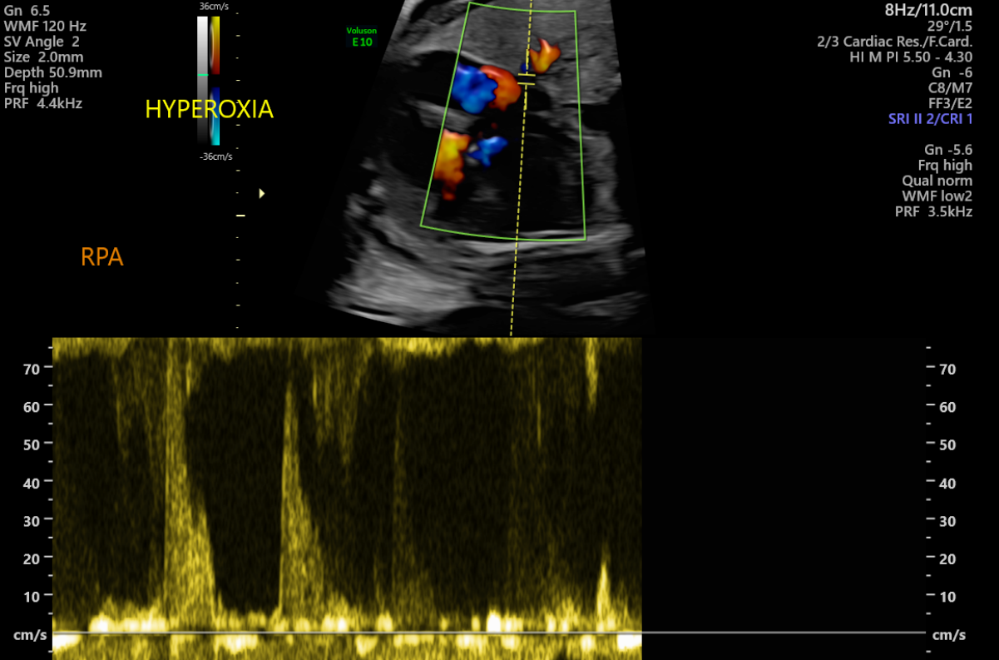 Gn 6.5
WMF 120 Hz
SV Angle 2
Size 2.0mm
Depth 50.9mm
Frq high
PRF 4.4kHz
36cm/s
-36cm/s
HYPEROXIA
RPA
Voluson
E10
8Hz/11.0cm
29°/1.5
2/3 Cardiac Res./F.Card.
HI M PI 5.50 - 4.30
Gn -6
C8/M7
FF3/E2
SRI II 2/CRI 1
Gn -5.6
Frq high
Qual norm
WMF low2
PRF 3.5kHz
70
60
50
40
30
20
10
cm/s
70
60
50
40
30
20
10
cm/s